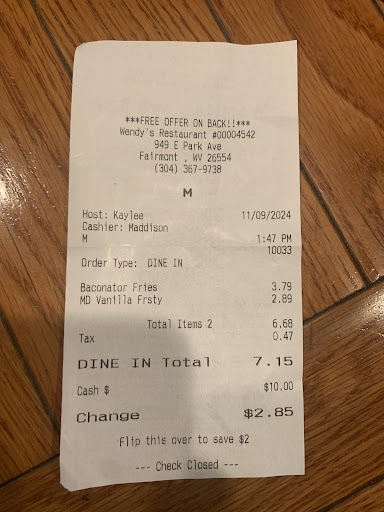 ***FREE OFFER ON BACK!!***
Wendy's Restaurant #00004542
949 E Park Ave
Fairmont , WV 26554
(304) 367-9738
M
Host: Kaylee 11/09/2024
Cashier: Maddison
M 1:47 PM
10033
Order Type: DINE IN
Baconator Fries 3.79
MD Vanilla Frsty 2.89
Total Items 2 6.68
Tax 0.47
DINE IN Total 7.15
Cash $ $10.00
Change $2.85
Flip this over to save $2
--- Check Closed ---